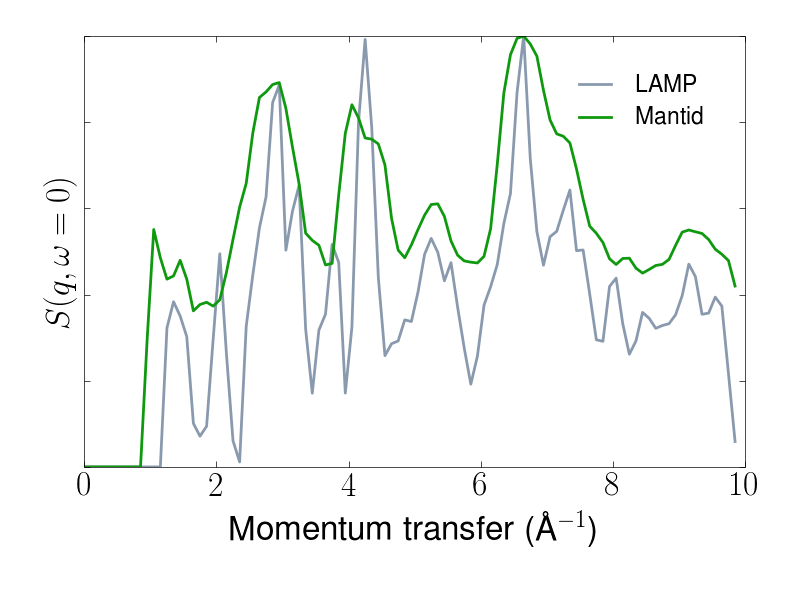 LAMP
Mantid
S(q, ω = 0)
0 2 4 6 8 10
Momentum transfer (Å⁻¹)